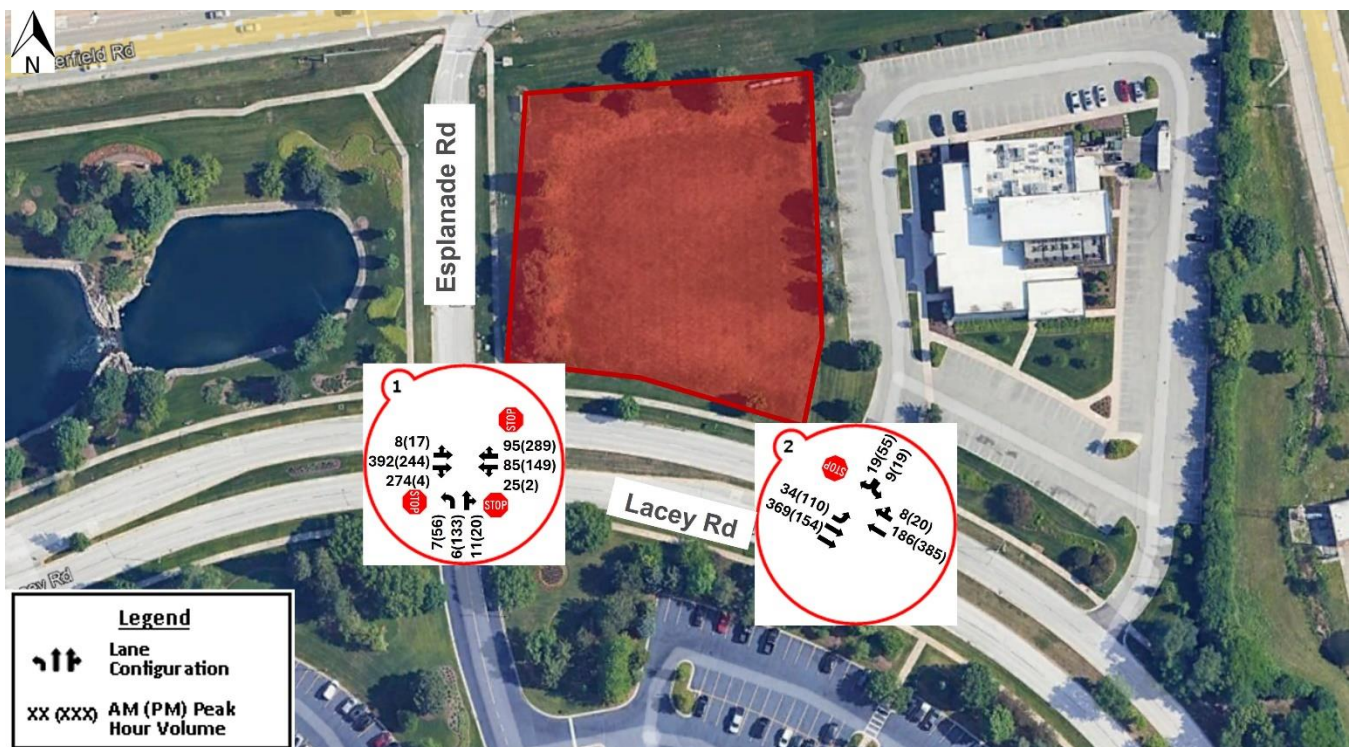 N
erfield Rd
Esplanade Rd
1
STOP
8(17)
392(244)
274(4)
95(289)
85(149)
25(2)
STOP
STOP
7(56)
6(133)
11(20)
Lacey Rd
2
STOP
19(55)
9(19)
34(110)
369(154)
8(20)
186(385)
ey Rd
Legend
Lane
Configuration
XX (XXX) AM (PM) Peak
Hour Volume